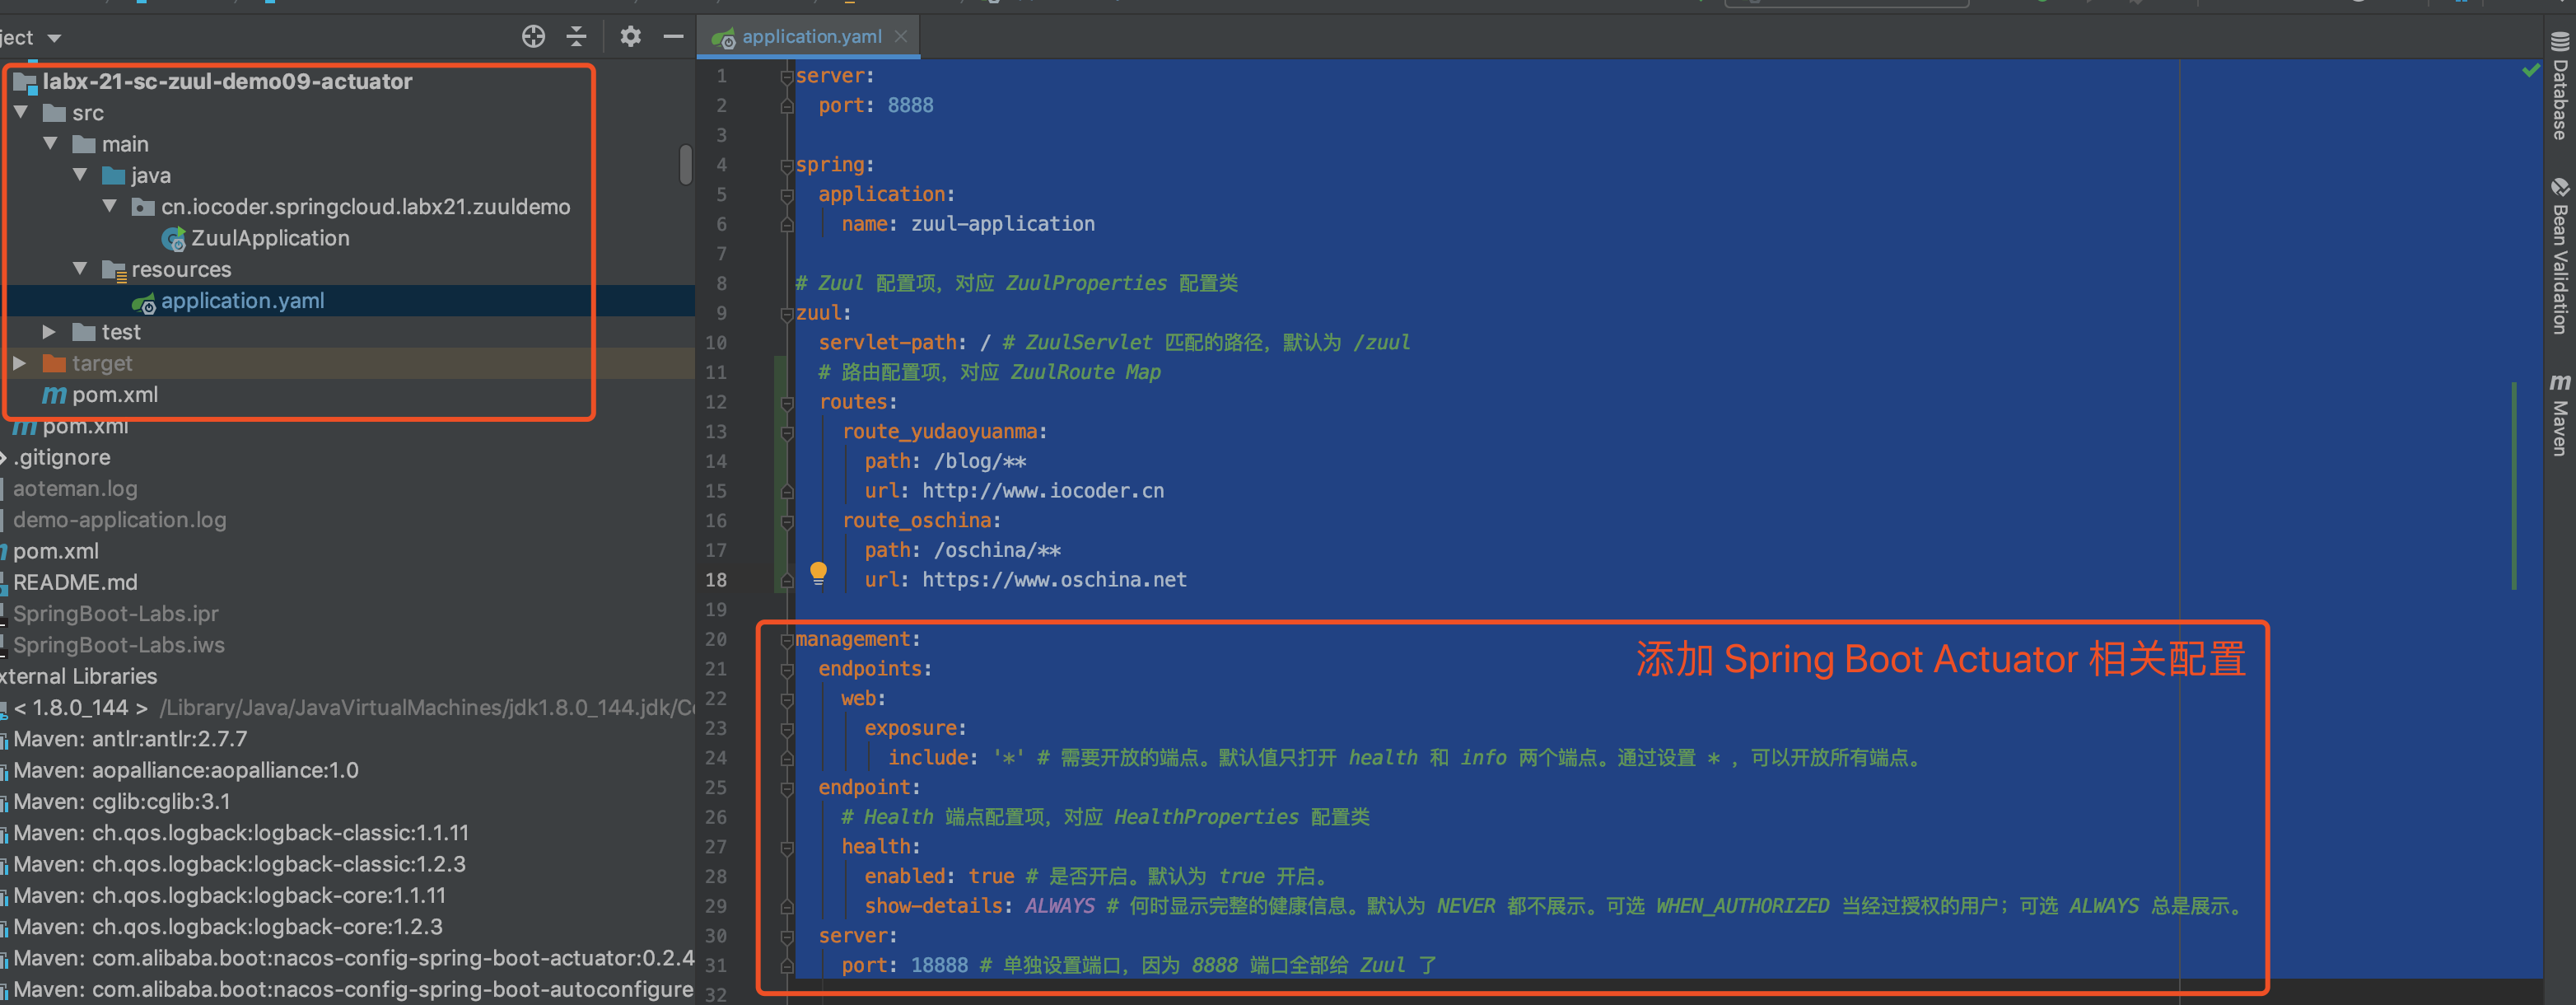 ject
labx-21-sc-zuul-demo09-actuator
src
main
java
cn.iocoder.springcloud.labx21.zuuldemo
ZuulApplication
resources
application.yaml
test
target
pom.xml
pom.xml
.gitignore
aoteman.log
demo-application.log
pom.xml
README.md
SpringBoot-Labs.ipr
SpringBoot-Labs.iws
xternal Libraries
< 1.8.0_144 > /Library/Java/JavaVirtualMachines/jdk1.8.0_144.jdk/Co
Maven: antlr:antlr:2.7.7
Maven: aopalliance:aopalliance:1.0
Maven: cglib:cglib:3.1
Maven: ch.qos.logback:logback-classic:1.1.11
Maven: ch.qos.logback:logback-classic:1.2.3
Maven: ch.qos.logback:logback-core:1.1.11
Maven: ch.qos.logback:logback-core:1.2.3
Maven: com.alibaba.boot:nacos-config-spring-boot-actuator:0.2.4
Maven: com.alibaba.boot:nacos-config-spring-boot-autoconfigure
application.yaml
1 server:
2 port: 8888
3
4 spring:
5 application:
6 name: zuul-application
7
8 # Zuul 配置项，对应 ZuulProperties 配置类
9 zuul:
10 servlet-path: / # ZuulServlet 匹配的路径，默认为 /zuul
11 # 路由配置项，对应 ZuulRoute Map
12 routes:
13 route_yudaoyuanma:
14 path: /blog/**
15 url: http://www.iocoder.cn
16 route_oschina:
17 path: /oschina/**
18 url: https://www.oschina.net
19
20 management:
21 endpoints:
22 web:
23 exposure:
24 include: '*' # 需要开放的端点。默认值只打开 health 和 info 两个端点。通过设置 * ，可以开放所有端点。
25 endpoint:
26 # Health 端点配置项，对应 HealthProperties 配置类
27 health:
28 enabled: true # 是否开启。默认为 true 开启。
29 show-details: ALWAYS # 何时显示完整的健康信息。默认为 NEVER 都不展示。可选 WHEN_AUTHORIZED 当经过授权的用户；可选 ALWAYS 总是展示。
30 server:
31 port: 18888 # 单独设置端口，因为 8888 端口全部给 Zuul 了
32
添加 Spring Boot Actuator 相关配置
Database
Bean Validation
Maven